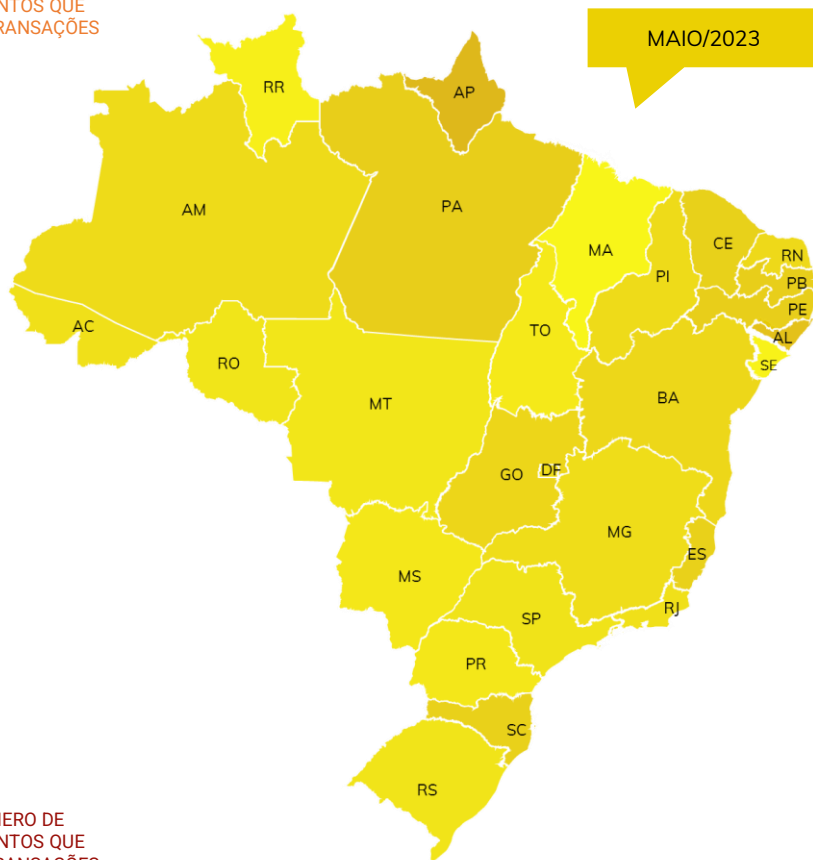 NTOS QUE
RANSAÇÕES
MAIO/2023
RR
AP
AM
PA
MA
CE
RN
PI
PB
PE
AC
TO
AL
RO
SE
MT
BA
GO
DF
MG
ES
MS
RJ
SP
PR
SC
RS
ERO DE
NTOS QUE